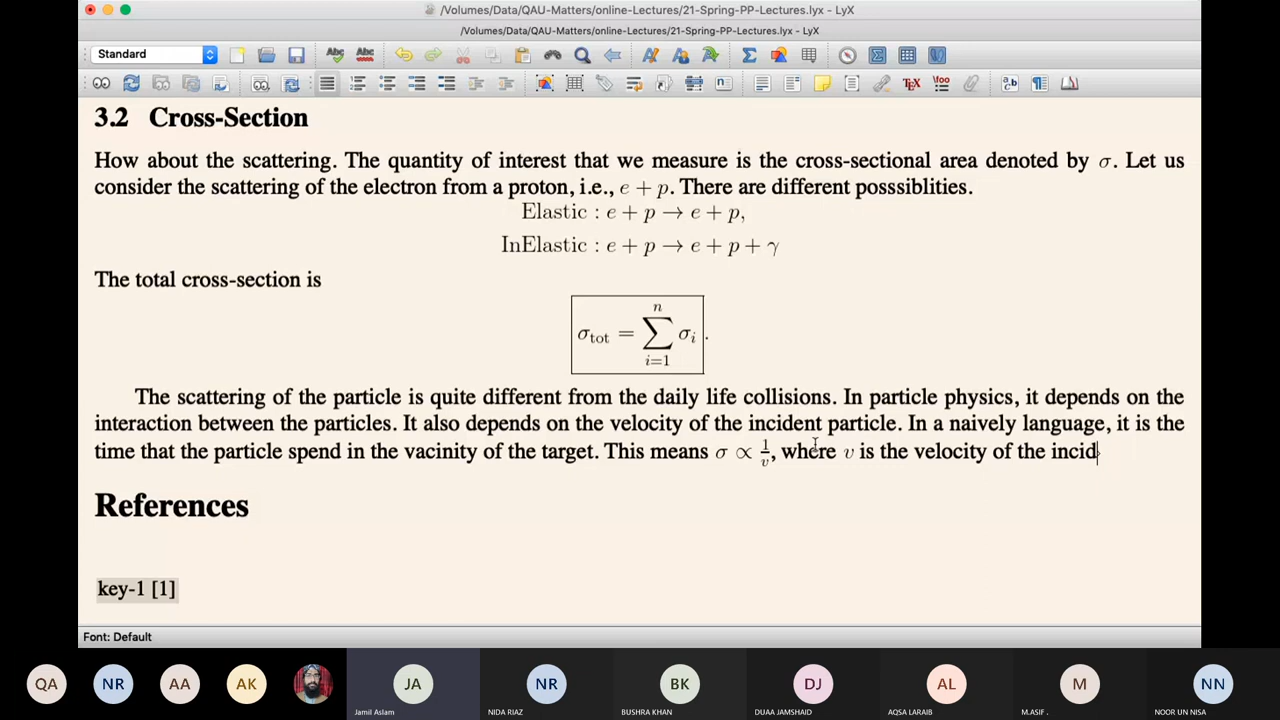 /Volumes/Data/QAU-Matters/online-Lectures/21-Spring-PP-Lectures.lyx - LyX
/Volumes/Data/QAU-Matters/online-Lectures/21-Spring-PP-Lectures.lyx - LyX
Standard
3.2 Cross-Section
How about the scattering. The quantity of interest that we measure is the cross-sectional area denoted by σ. Let us
consider the scattering of the electron from a proton, i.e., e + p. There are different posssiblities.
Elastic : e + p → e + p,
InElastic : e + p → e + p + γ
The total cross-section is
σ_tot = ∑_{i=1}^{n} σ_i.
The scattering of the particle is quite different from the daily life collisions. In particle physics, it depends on the
interaction between the particles. It also depends on the velocity of the incident particle. In a naively language, it is the
time that the particle spend in the vacinity of the target. This means σ ∝ 1/v, where v is the velocity of the incid
References
key-1 [1]
Font: Default
QA NR AA AK JA NR BK DJ AL M NN
Jamil Aslam NIDA RIAZ BUSHRA KHAN DUAA JAMSHAID AQSA LARAIB M.ASIF . NOOR UN NISA